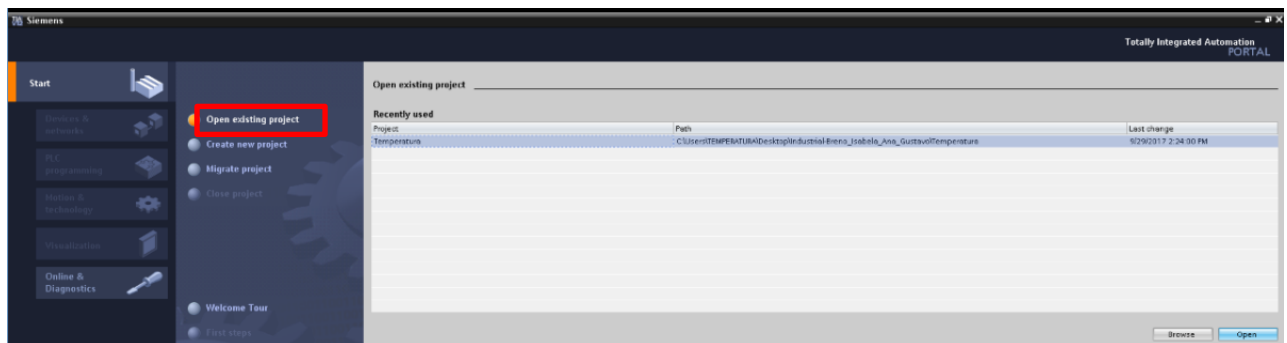 Siemens
Totally Integrated Automation
PORTAL
Start
Devices &
networks
PLC
programming
Motion &
technology
Visualization
Online &
Diagnostics
Open existing project
Create new project
Migrate project
Close project
Welcome Tour
First steps
Open existing project
Recently used
Project Path Last change
Temperatura C:\Users\TEMPERATURA\Desktop\Industrial-Breno_Isabela_Ana_Gustavo\Temperatura 9/29/2017 2:24:00 PM
Browse Open